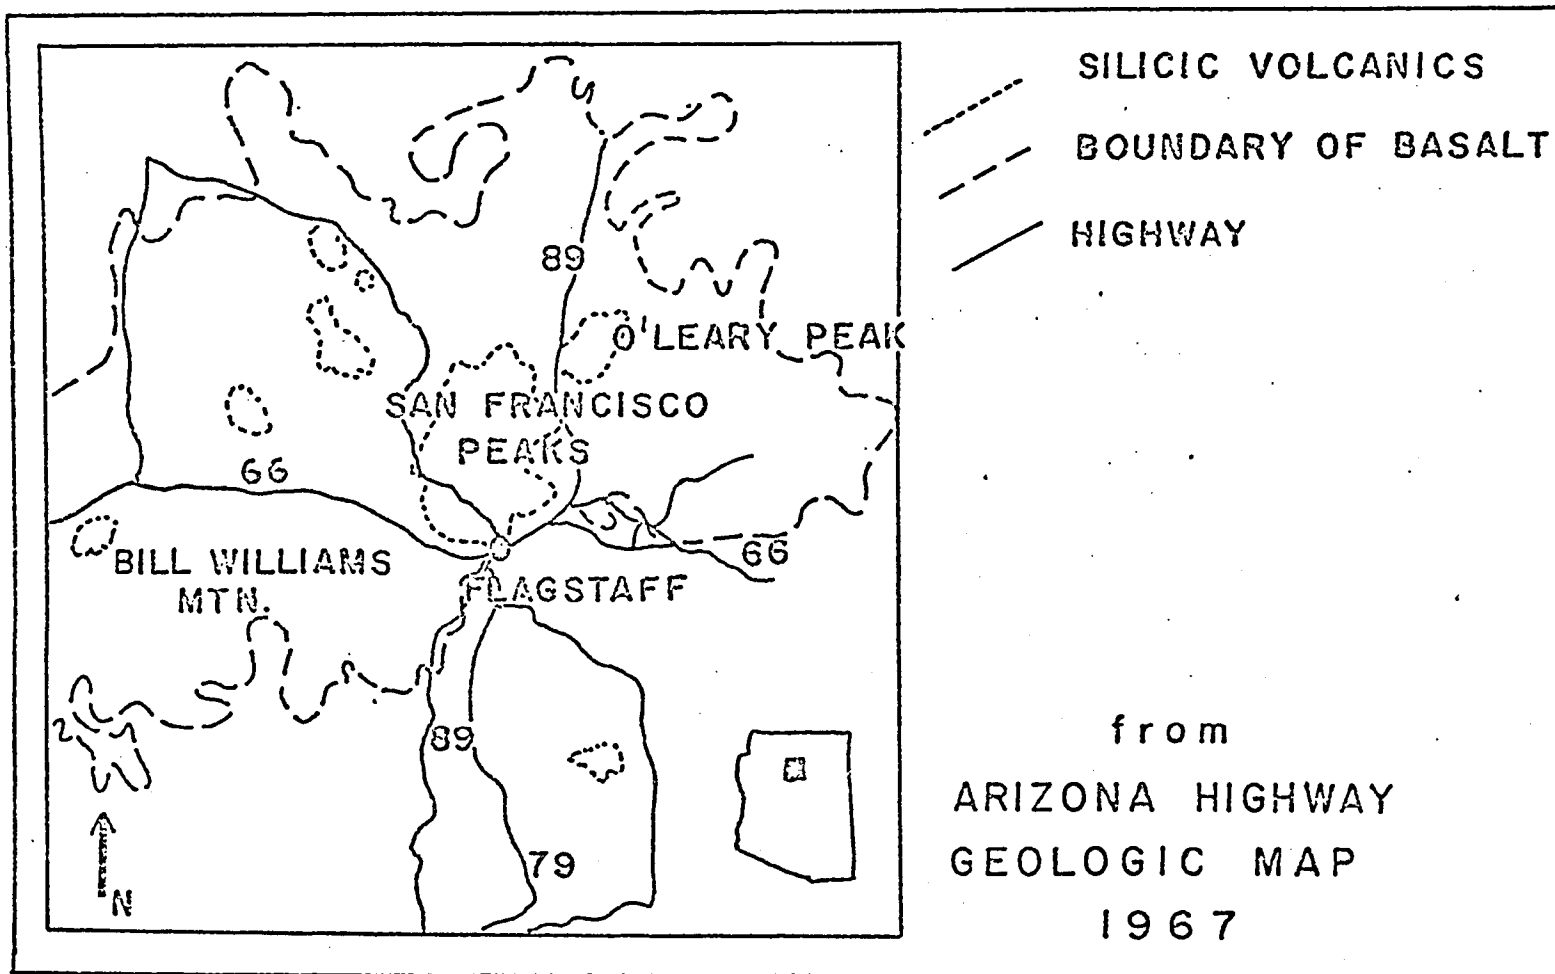 SILICIC VOLCANICS
BOUNDARY OF BASALT
HIGHWAY
89
O'LEARY PEAK
SAN FRANCISCO
PEAKS
66
66
BILL WILLIAMS
MTN.
FLAGSTAFF
89
79
N
from
ARIZONA HIGHWAY
GEOLOGIC MAP
1967